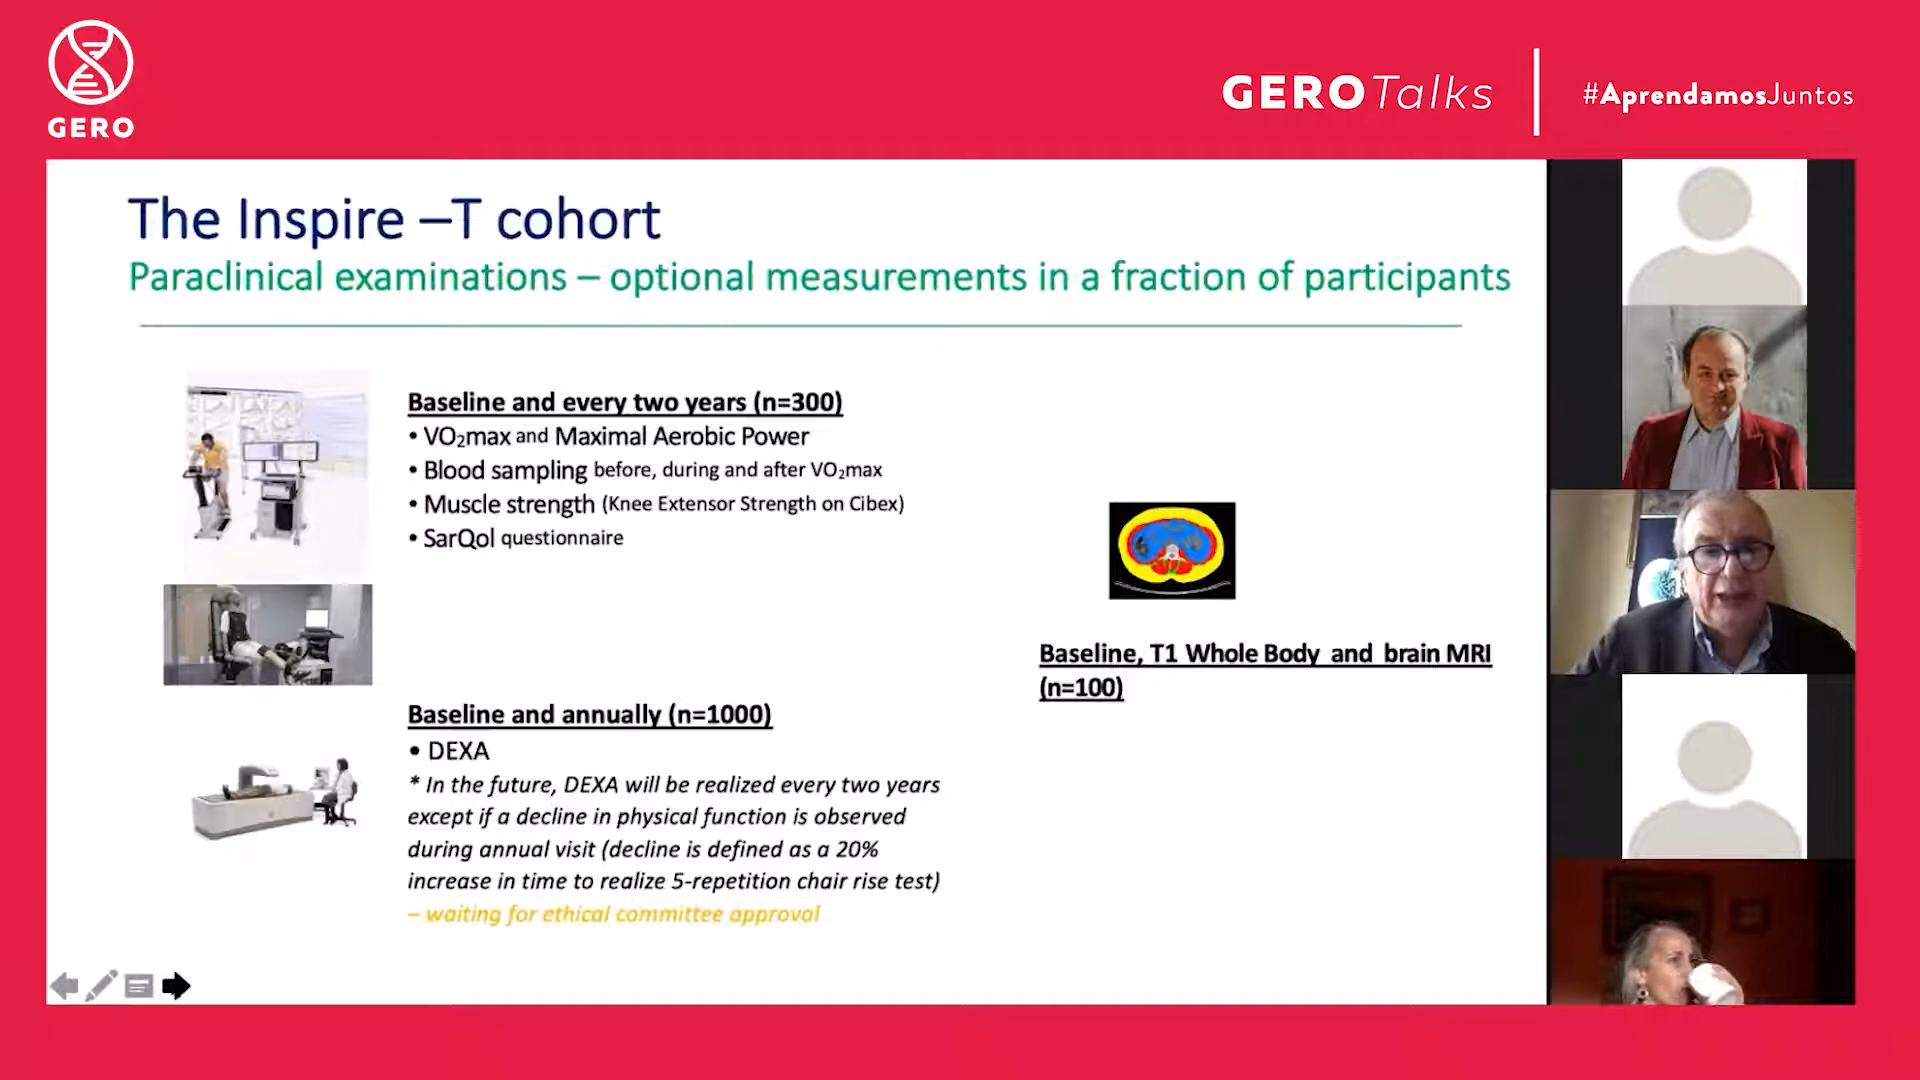 GERO
GEROTalks
#AprendamosJuntos
The Inspire –T cohort
Paraclinical examinations – optional measurements in a fraction of participants
Baseline and every two years (n=300)
• VO₂max and Maximal Aerobic Power
• Blood sampling before, during and after VO₂max
• Muscle strength (Knee Extensor Strength on Cibex)
• SarQol questionnaire
Baseline and annually (n=1000)
• DEXA
* In the future, DEXA will be realized every two years
except if a decline in physical function is observed
during annual visit (decline is defined as a 20%
increase in time to realize 5-repetition chair rise test)
– waiting for ethical committee approval
Baseline, T1 Whole Body and brain MRI
(n=100)